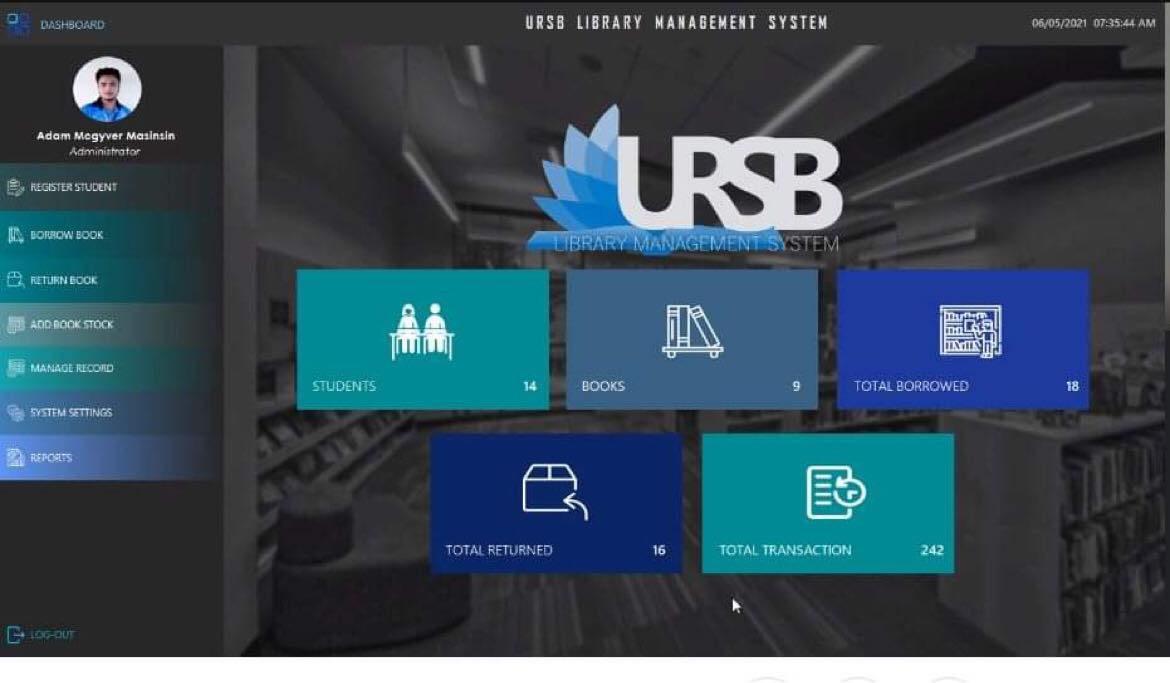 DASHBOARD
URSB LIBRARY MANAGEMENT SYSTEM
06/05/2021 07:35:44 AM
Adam Mcgyver Masinsin
Administrator
REGISTER STUDENT
BORROW BOOK
RETURN BOOK
ADD BOOK STOCK
MANAGE RECORD
SYSTEM SETTINGS
REPORTS
LOG-OUT
URSB
LIBRARY MANAGEMENT SYSTEM
STUDENTS 14
BOOKS 9
TOTAL BORROWED 18
TOTAL RETURNED 16
TOTAL TRANSACTION 242